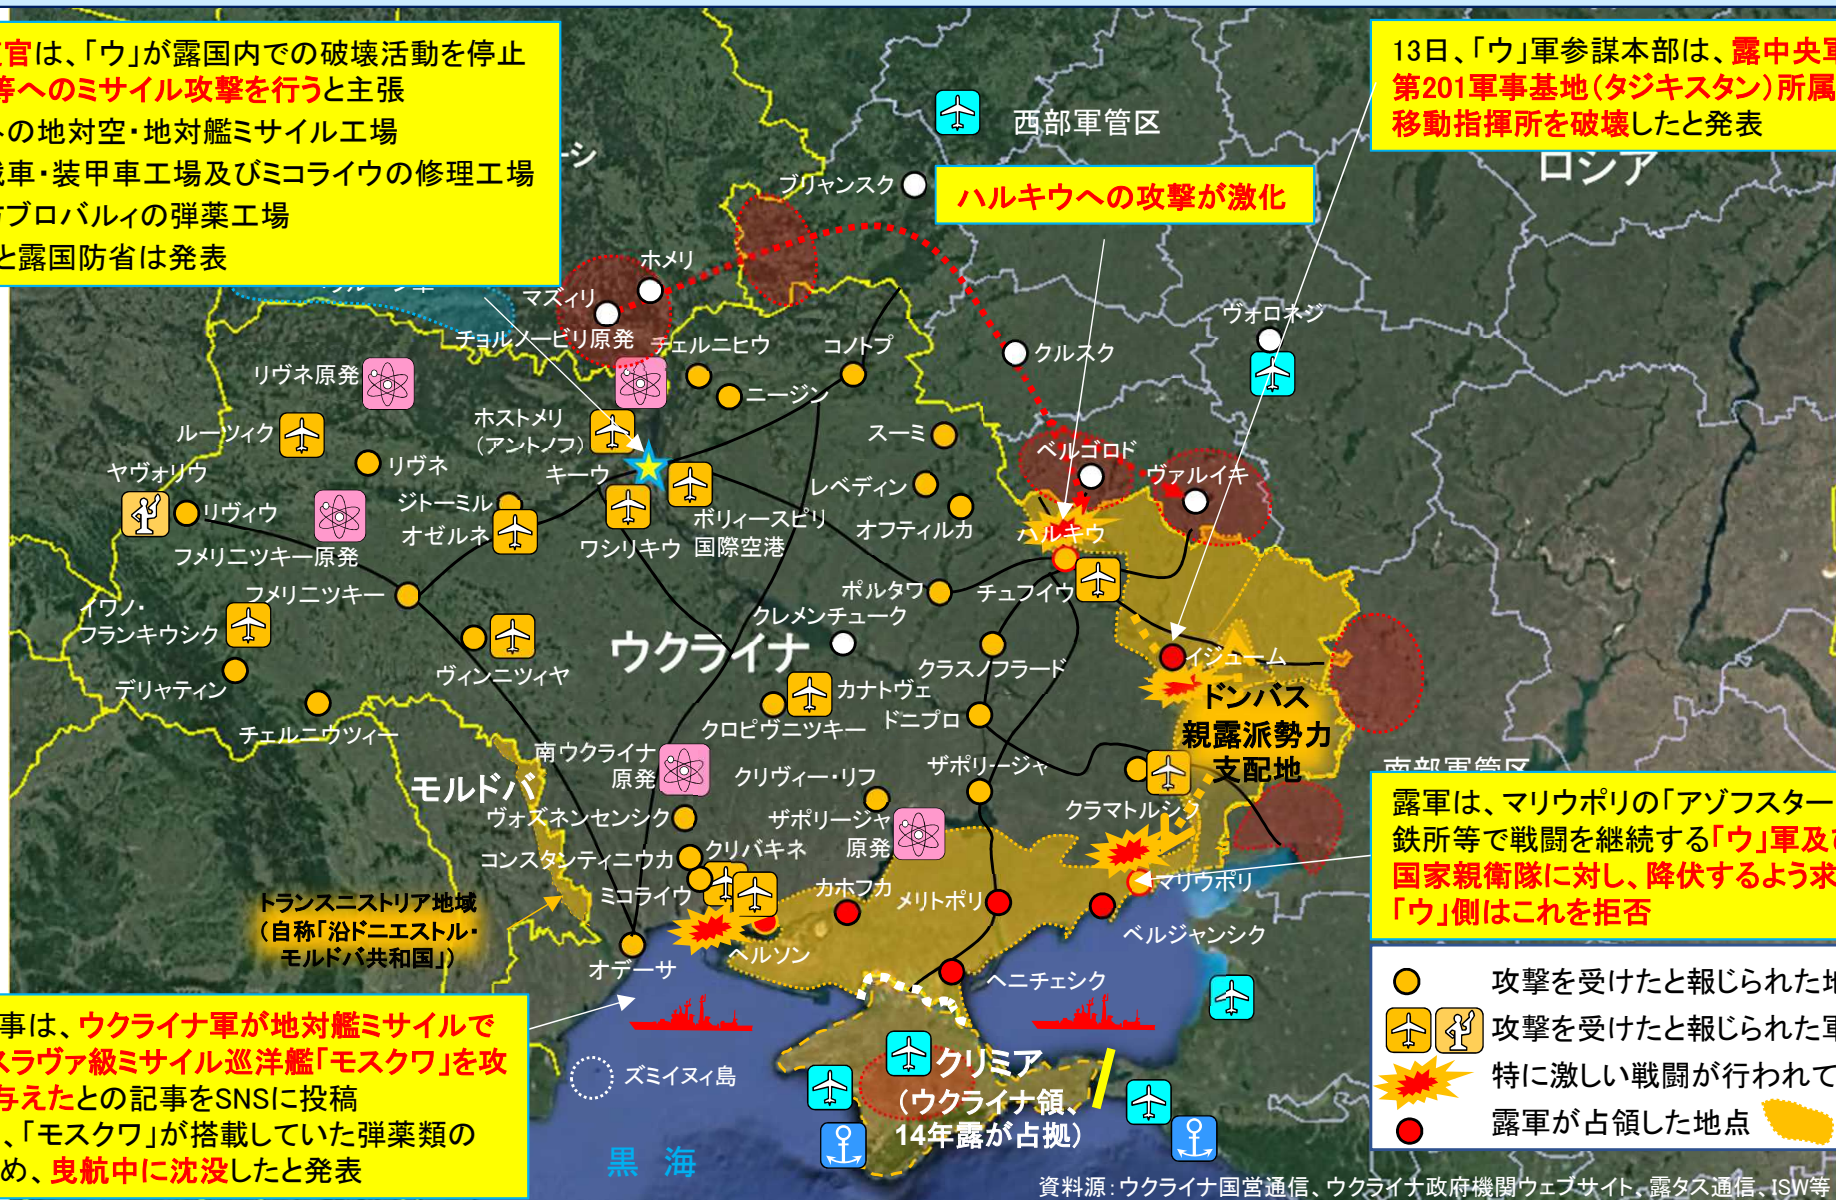 官は、「ウ」が露国内での破壊活動を停止
等へのミサイル攻撃を行うと主張
の地対空・地対艦ミサイル工場
車・装甲車工場及びミコライウの修理工場
ブロバルィの弾薬工場
と露国防省は発表
13日、「ウ」軍参謀本部は、露中央軍
第201軍事基地(タジキスタン)所属
移動指揮所を破壊したと発表
西部軍管区
ロシア
ブリャンスク
ハルキウへの攻撃が激化
ホメリ
マズィリ
チョルノービリ原発
チェルニヒウ
コノトプ
クルスク
ヴォロネジ
リヴネ原発
ニージン
ホストメリ
(アントノフ)
ルーツィク
スーミ
ベルゴロド
ヴァルイキ
ヤヴォリウ
リヴネ
キーウ
リヴィウ
ジトーミル
オゼルネ
レベディン
ボリィースピリ
国際空港
ワシリキウ
オフティルカ
ハルキウ
フメリニツキー原発
フメリニツキー
ポルタワ
チュフイウ
イワノ・
フランキウシク
クレメンチューク
ウクライナ
イジューム
クラスノフラード
デリャティン
ヴィンニツィヤ
カナトヴェ
クロピヴニツキー
ドニプロ
ドンバス
親露派勢力
支配地
チェルニウツィー
南ウクライナ
原発
モルドバ
クリヴィー・リフ
ザポリージャ
南部軍管区
クラマトルシク
ヴォズネンセンシク
ザポリージャ
原発
コンスタンティニウカ
クリバキネ
ミコライウ
カホフカ
メリトポリ
マリウポリ
ベルジャンシク
露軍は、マリウポリの「アゾフスター
鉄所等で戦闘を継続する「ウ」軍及び
国家親衛隊に対し、降伏するよう求
「ウ」側はこれを拒否
トランスニストリア地域
(自称「沿ドニエストル・
モルドバ共和国」)
オデーサ
ヘルソン
ヘニチェシク
事は、ウクライナ軍が地対艦ミサイルで
スラヴァ級ミサイル巡洋艦「モスクワ」を攻
与えたとの記事をSNSに投稿
、「モスクワ」が搭載していた弾薬類の
め、曳航中に沈没したと発表
ズミイヌィ島
クリミア
(ウクライナ領、
14年露が占拠)
黒 海
攻撃を受けたと報じられた地
攻撃を受けたと報じられた軍
特に激しい戦闘が行われて
露軍が占領した地点
資料源:ウクライナ国営通信、ウクライナ政府機関ウェブサイト、露タス通信、ISW等